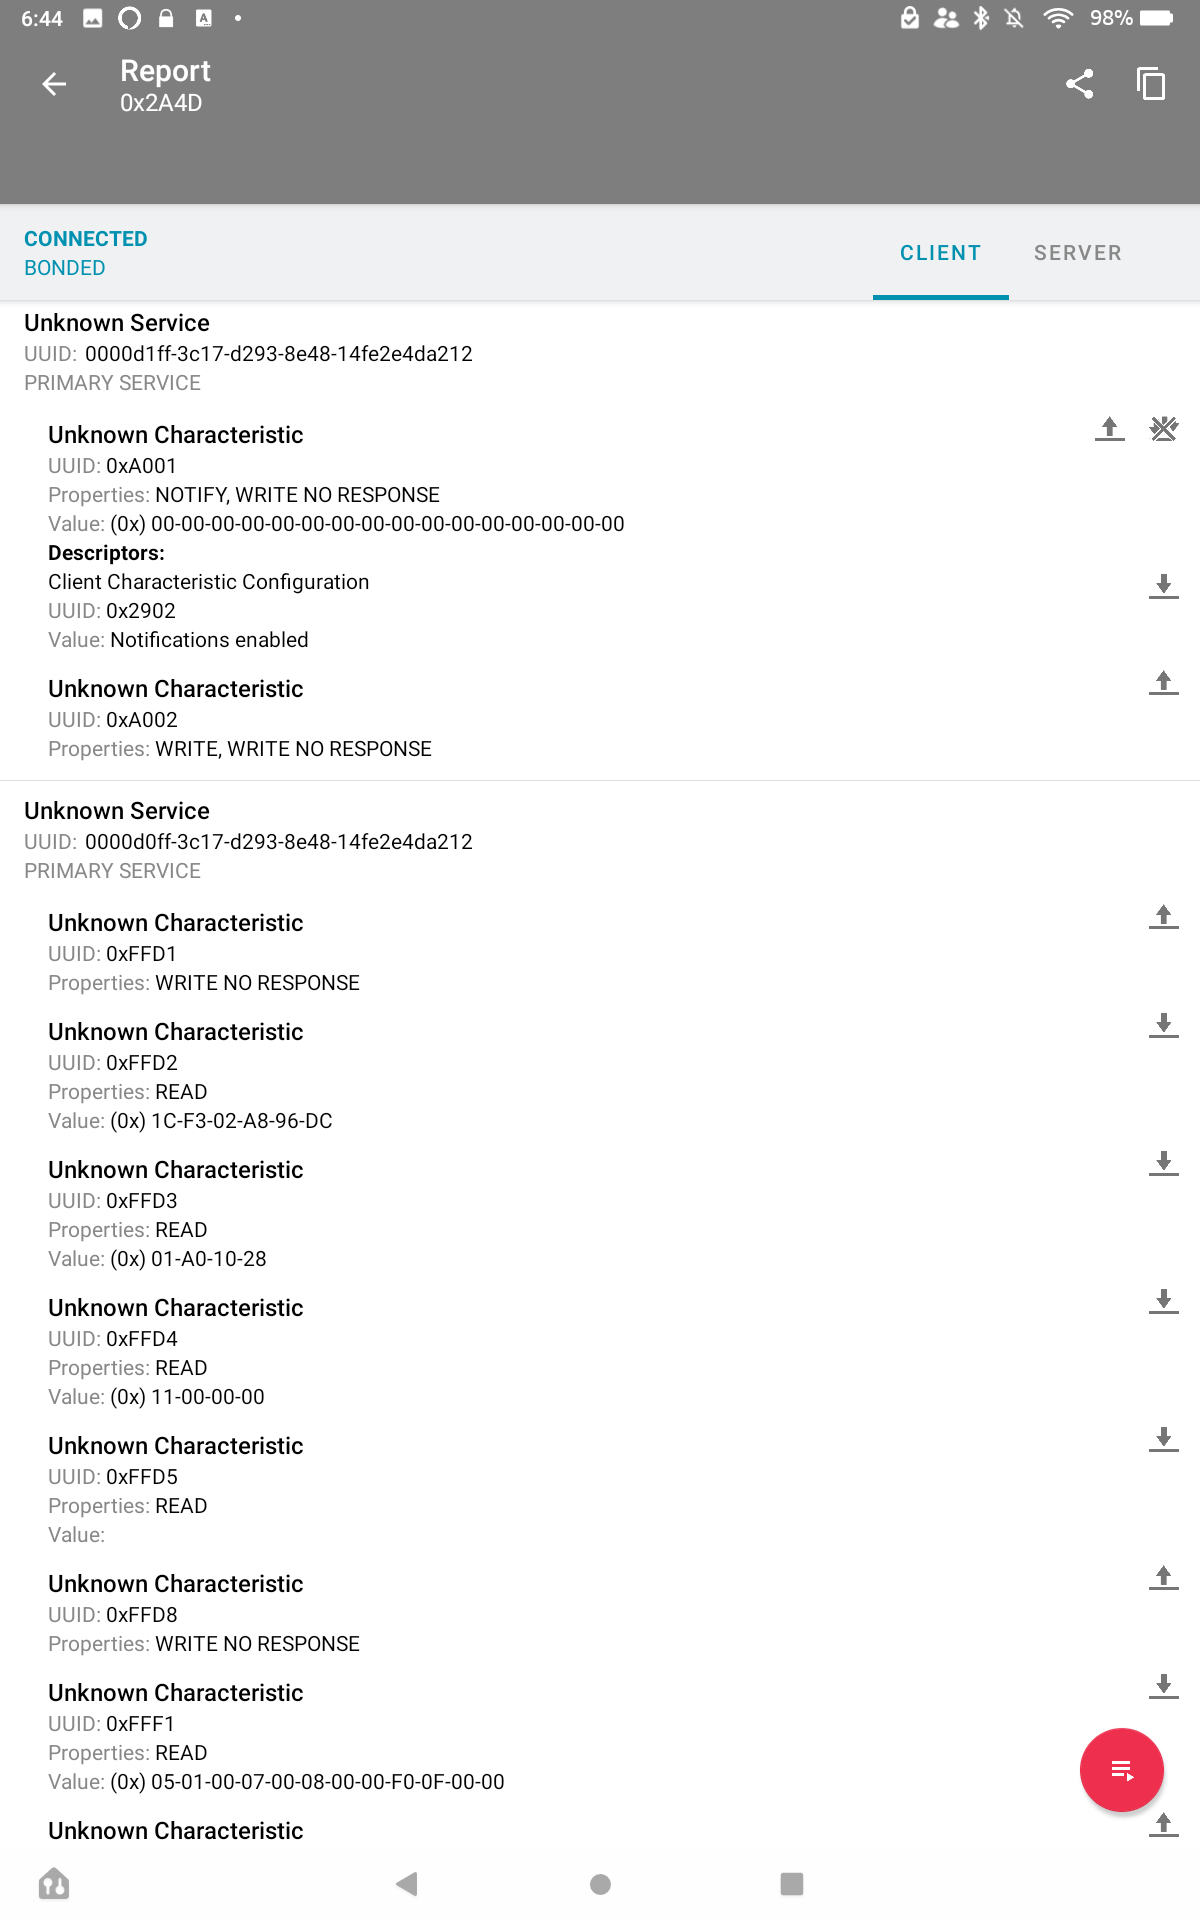 6:44 A 98%
Report
0x2A4D
CONNECTED
BONDED
CLIENT SERVER
Unknown Service
UUID: 0000d1ff-3c17-d293-8e48-14fe2e4da212
PRIMARY SERVICE
Unknown Characteristic
UUID: 0xA001
Properties: NOTIFY, WRITE NO RESPONSE
Value: (0x) 00-00-00-00-00-00-00-00-00-00-00-00-00-00-00-00
Descriptors:
Client Characteristic Configuration
UUID: 0x2902
Value: Notifications enabled
Unknown Characteristic
UUID: 0xA002
Properties: WRITE, WRITE NO RESPONSE
Unknown Service
UUID: 0000d0ff-3c17-d293-8e48-14fe2e4da212
PRIMARY SERVICE
Unknown Characteristic
UUID: 0xFFD1
Properties: WRITE NO RESPONSE
Unknown Characteristic
UUID: 0xFFD2
Properties: READ
Value: (0x) 1C-F3-02-A8-96-DC
Unknown Characteristic
UUID: 0xFFD3
Properties: READ
Value: (0x) 01-A0-10-28
Unknown Characteristic
UUID: 0xFFD4
Properties: READ
Value: (0x) 11-00-00-00
Unknown Characteristic
UUID: 0xFFD5
Properties: READ
Value:
Unknown Characteristic
UUID: 0xFFD8
Properties: WRITE NO RESPONSE
Unknown Characteristic
UUID: 0xFFF1
Properties: READ
Value: (0x) 05-01-00-07-00-08-00-00-F0-0F-00-00
Unknown Characteristic